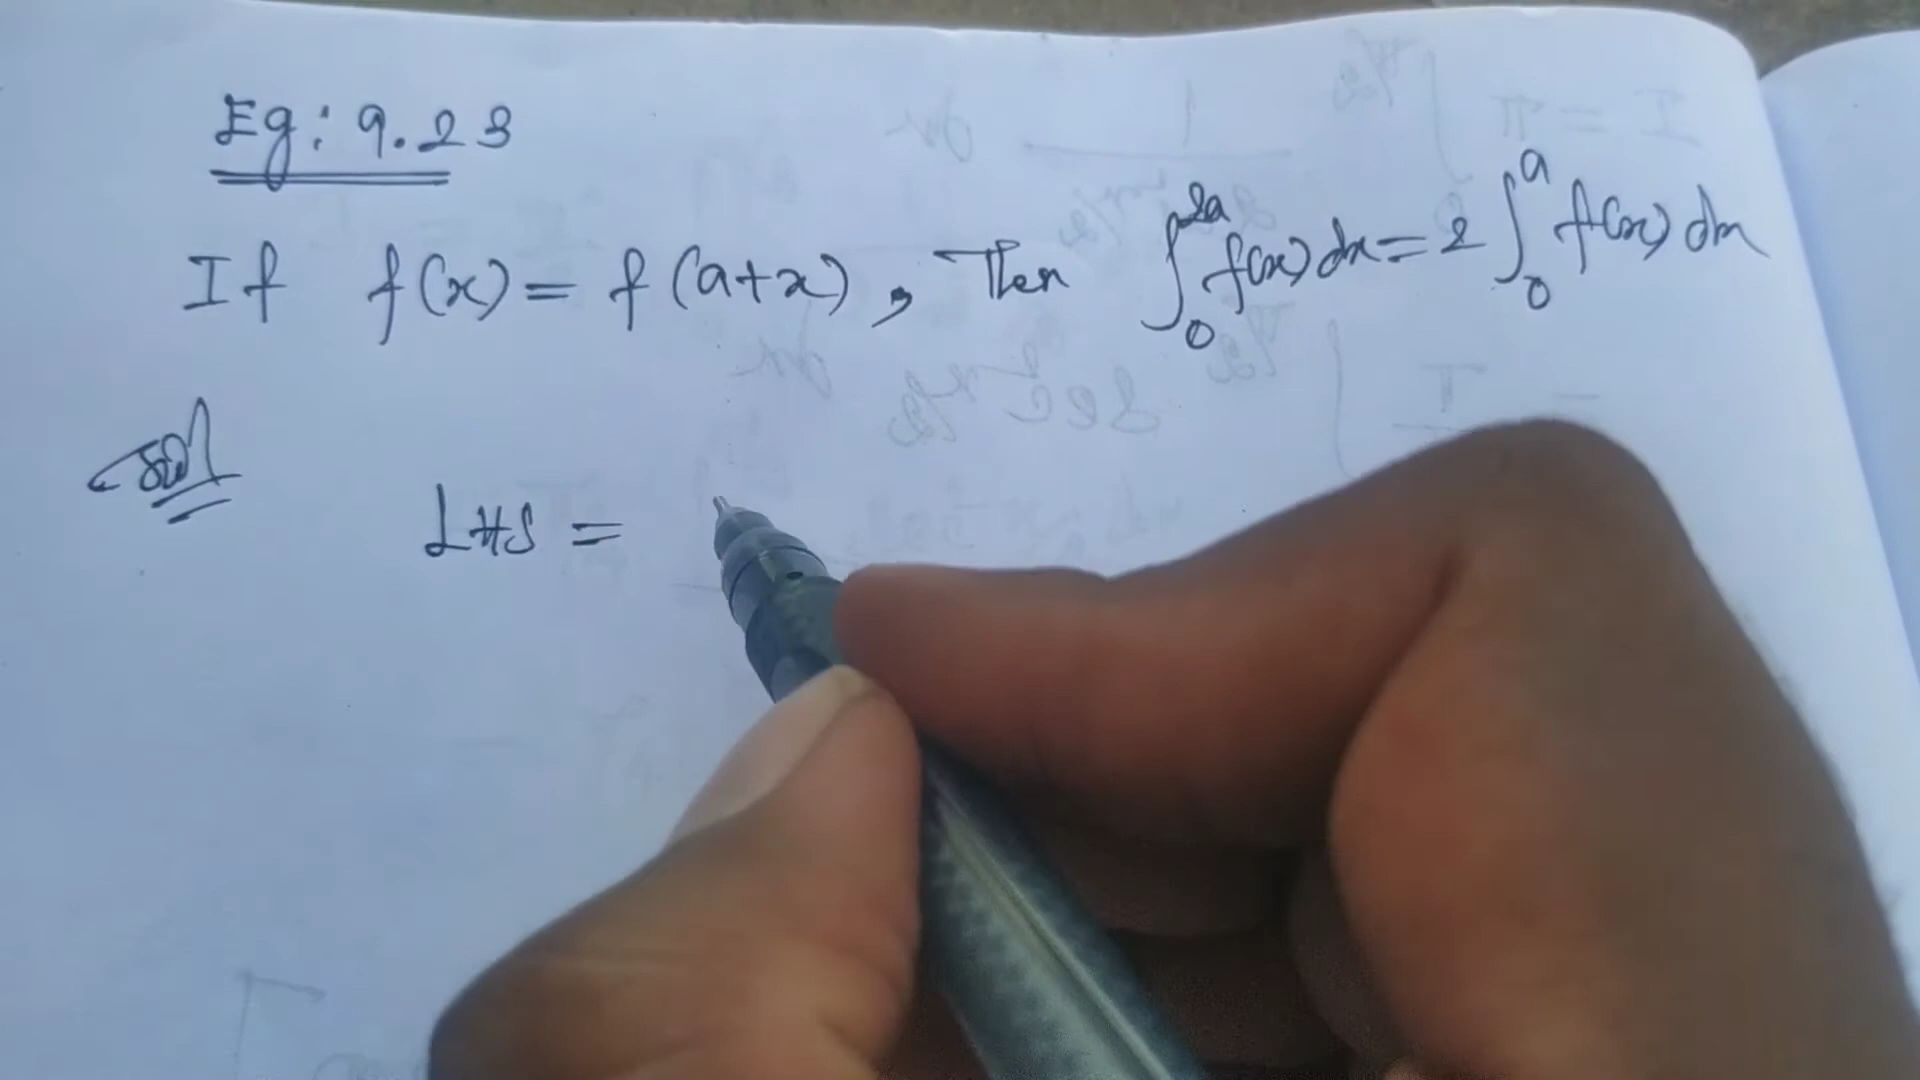 Eg: 9.23
If f(x) = f(a+x), Then ∫₀²ᵃ f(x) dx = 2 ∫₀ᵃ f(x) dx
Sol
LHS =